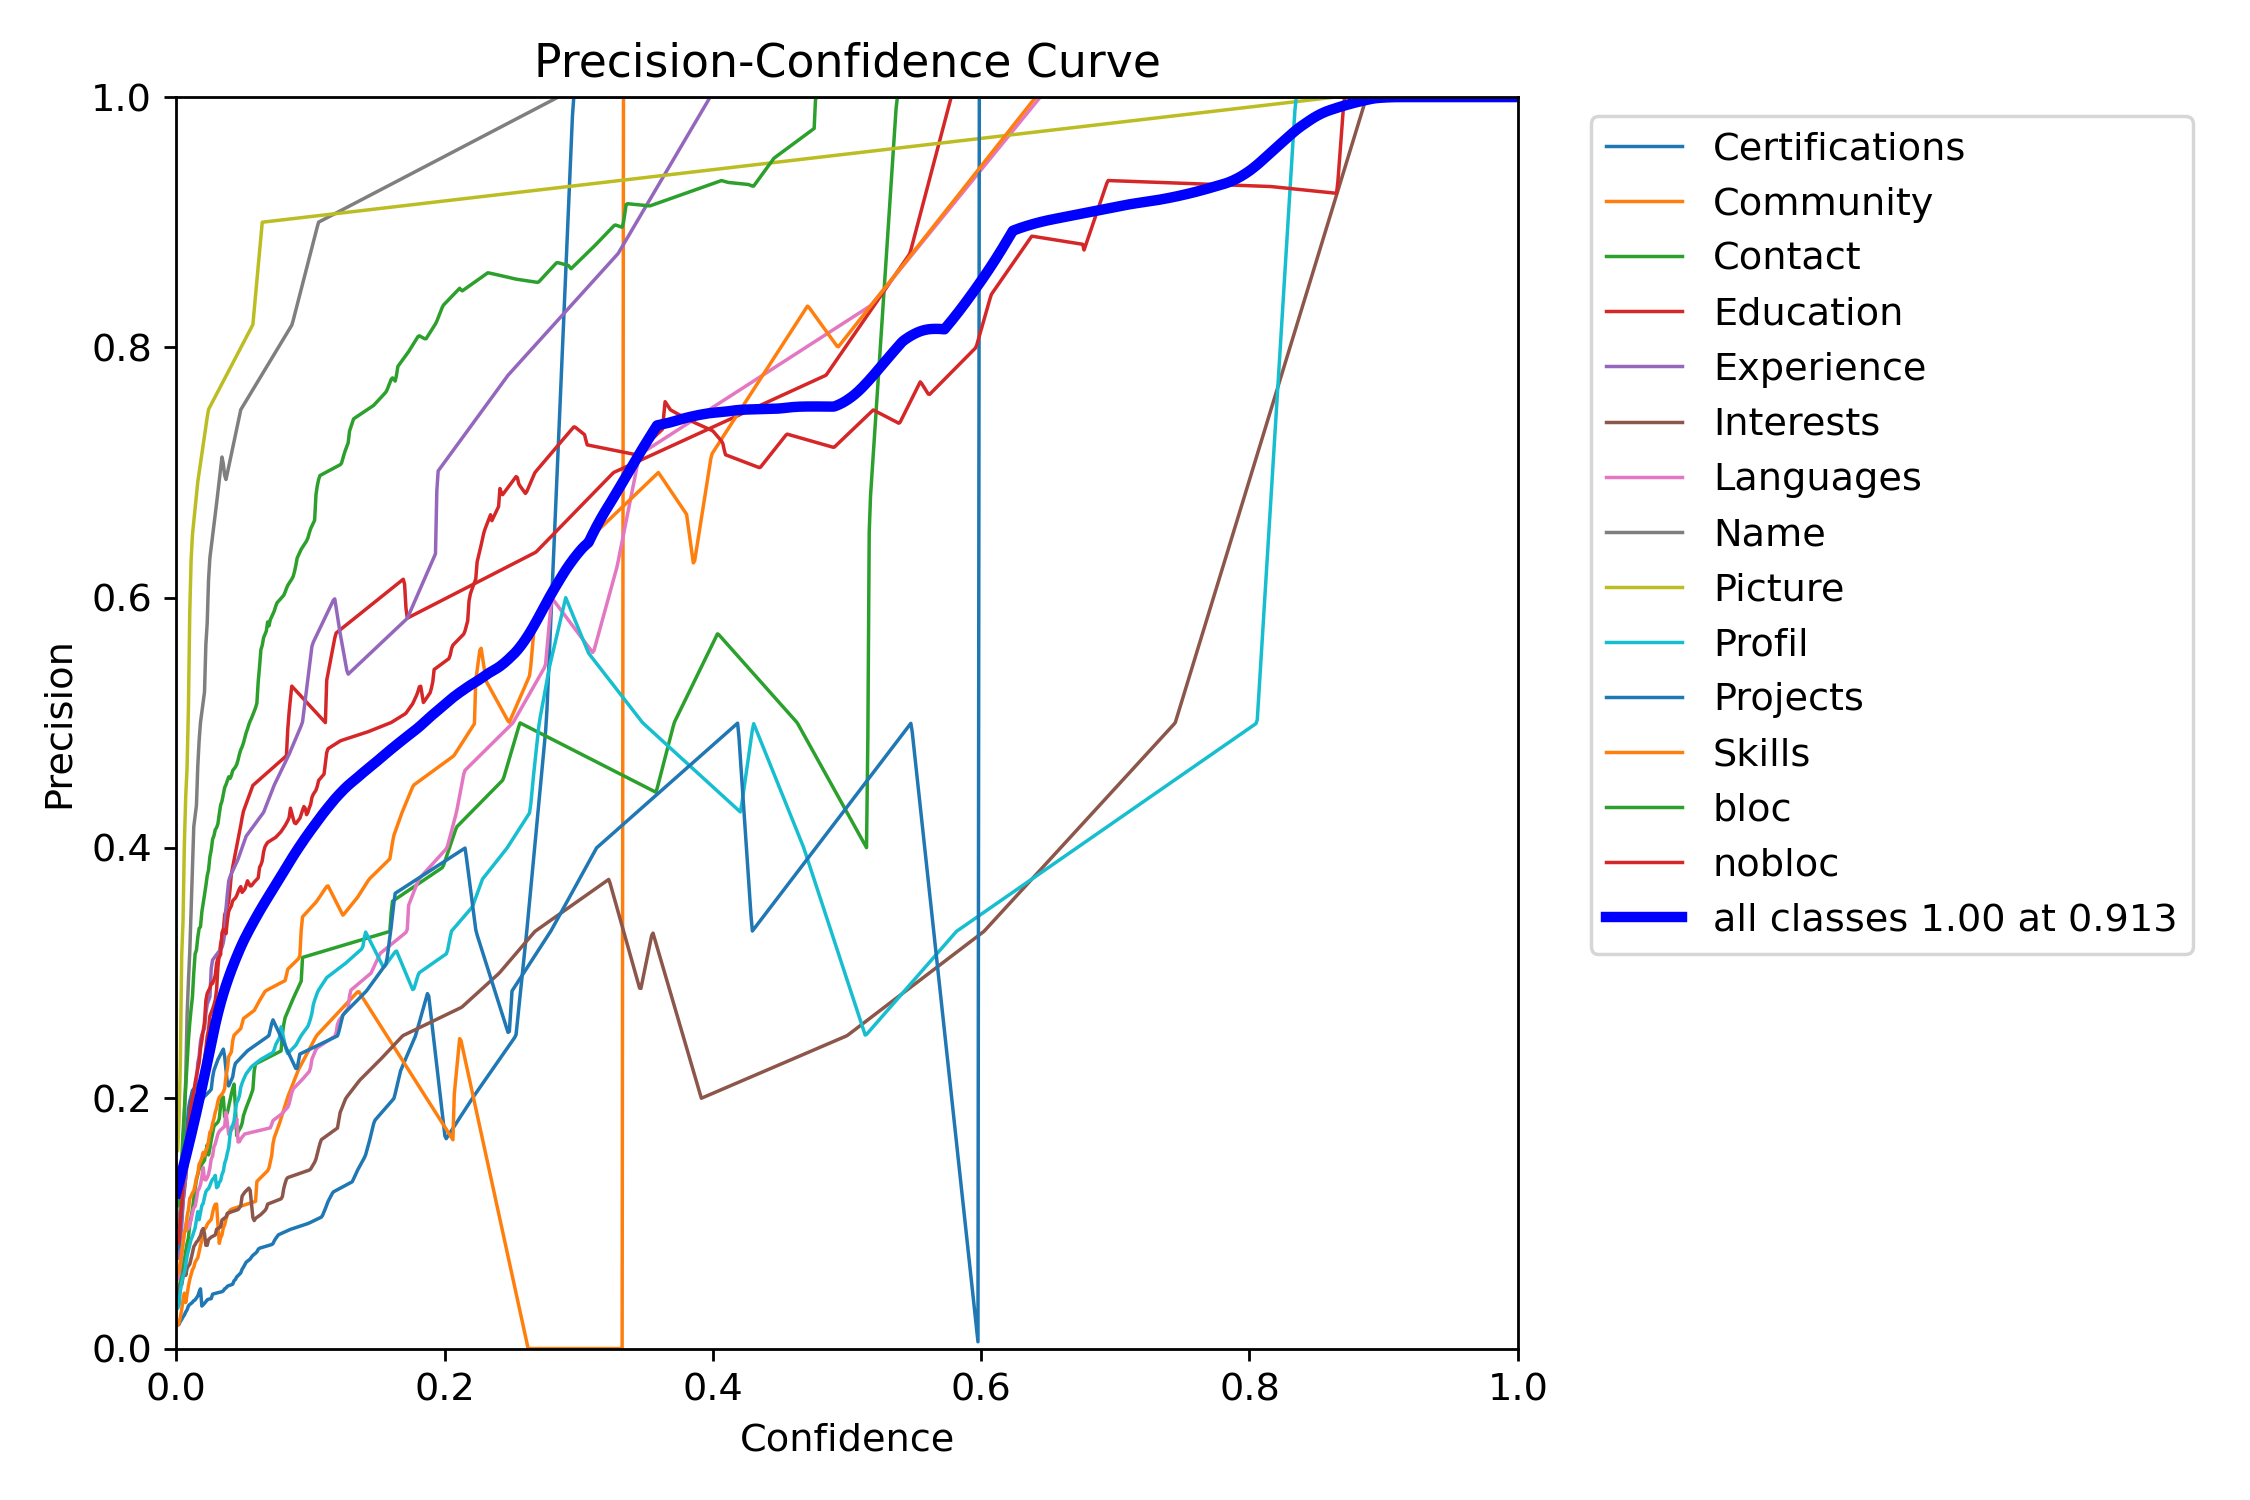 Precision-Confidence Curve
1.0
0.8
0.6
0.4
0.2
0.0
Precision
0.0 0.2 0.4 0.6 0.8 1.0
Confidence
Certifications
Community
Contact
Education
Experience
Interests
Languages
Name
Picture
Profil
Projects
Skills
bloc
nobloc
all classes 1.00 at 0.913